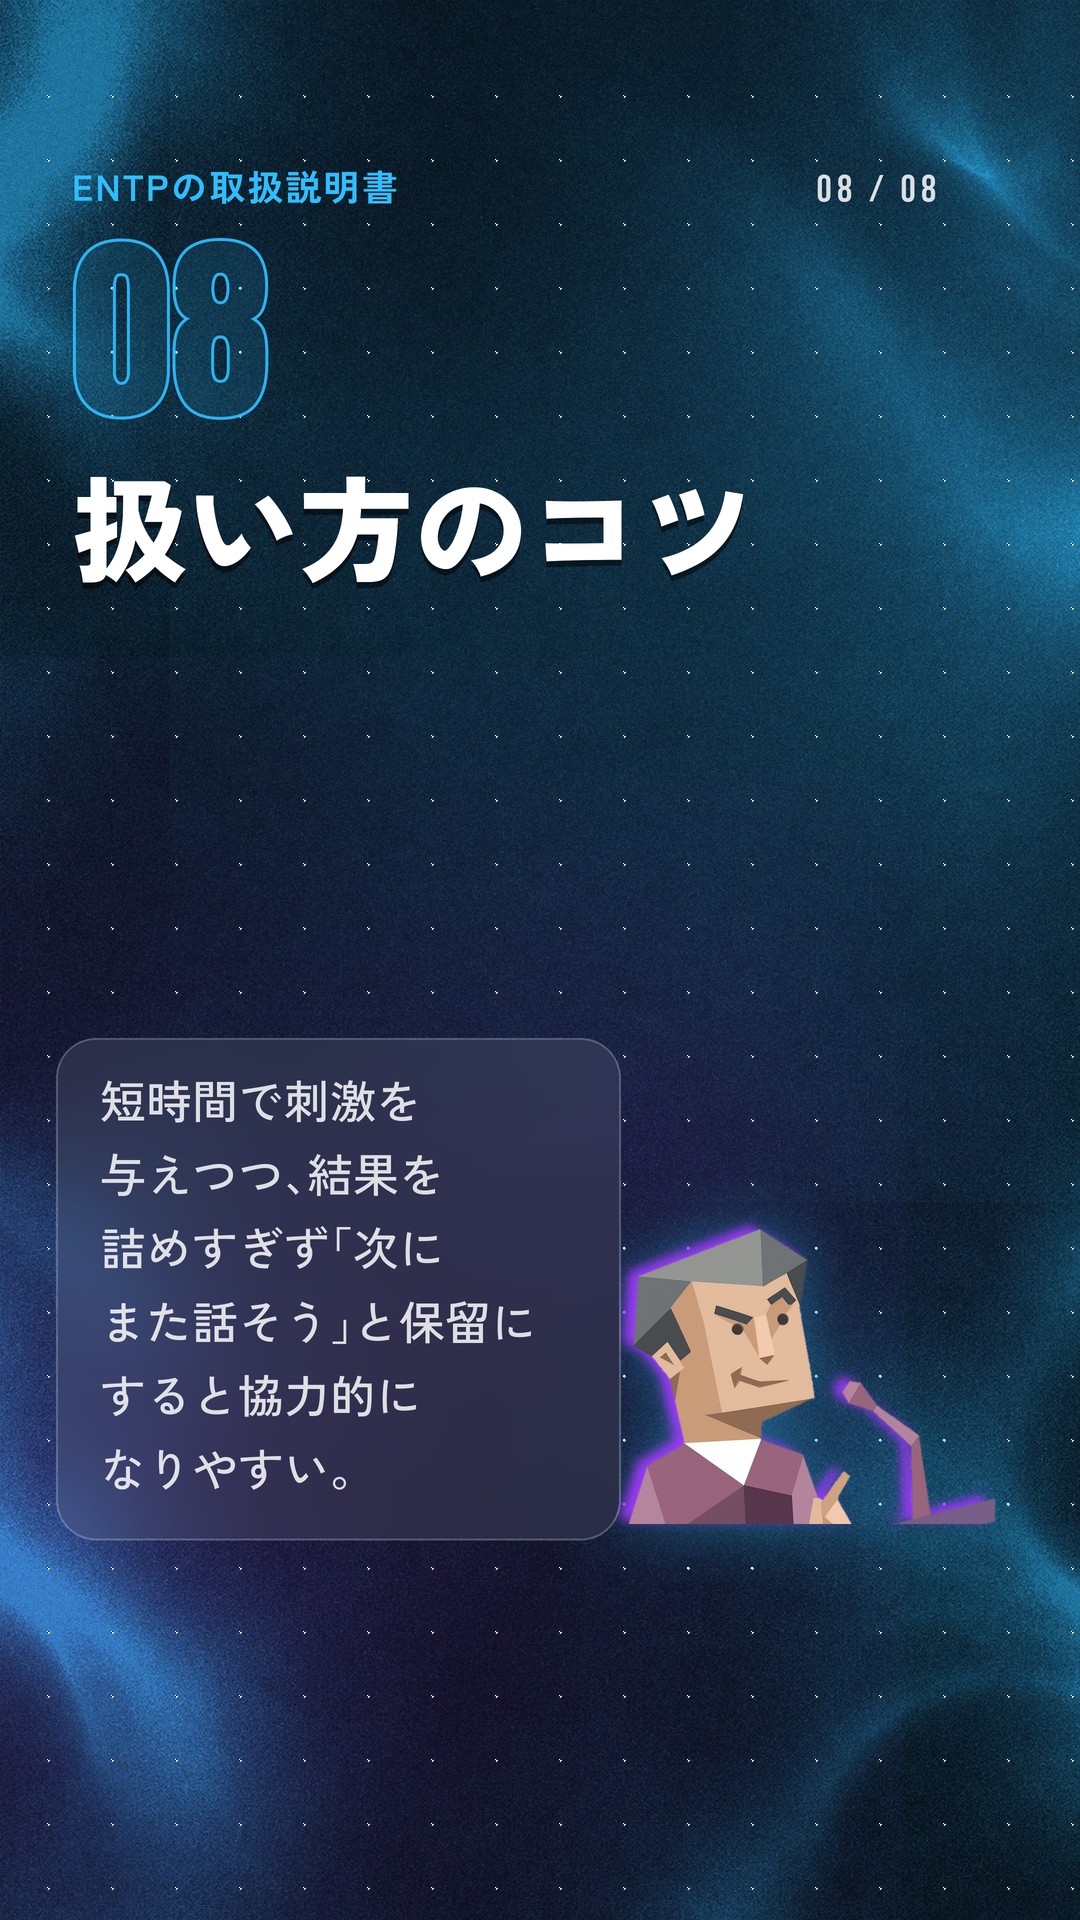 ENTPの取扱説明書
08 / 08
08
扱い方のコツ
短時間で刺激を
与えつつ、結果を
詰めすぎず「次に
また話そう」と保留に
すると協力的に
なりやすい。